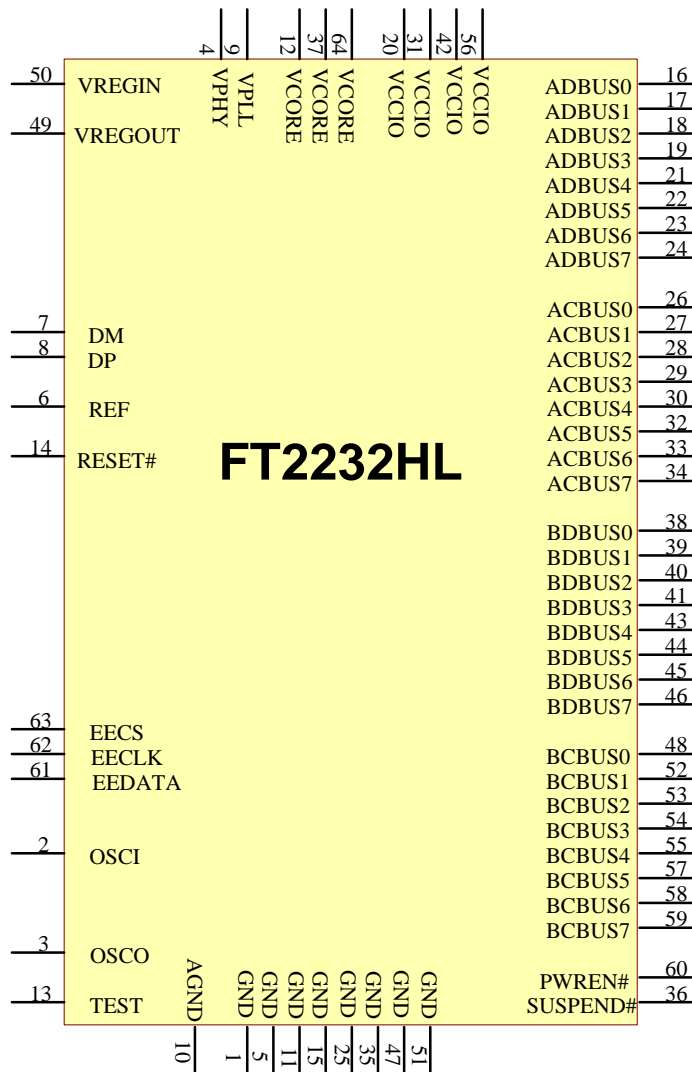 4
9
12
37
64
20
31
42
56
VPHY
VPLL
VCORE
VCORE
VCORE
VCCIO
VCCIO
VCCIO
VCCIO
50 VREGIN
49 VREGOUT
7 DM
8 DP
6 REF
14 RESET#
63 EECS
62 EECLK
61 EEDATA
2 OSCI
3 OSCO
13 TEST
FT2232HL
ADBUS0 16
ADBUS1 17
ADBUS2 18
ADBUS3 19
ADBUS4 21
ADBUS5 22
ADBUS6 23
ADBUS7 24
ACBUS0 26
ACBUS1 27
ACBUS2 28
ACBUS3 29
ACBUS4 30
ACBUS5 32
ACBUS6 33
ACBUS7 34
BDBUS0 38
BDBUS1 39
BDBUS2 40
BDBUS3 41
BDBUS4 43
BDBUS5 44
BDBUS6 45
BDBUS7 46
BCBUS0 48
BCBUS1 52
BCBUS2 53
BCBUS3 54
BCBUS4 55
BCBUS5 57
BCBUS6 58
BCBUS7 59
PWREN# 60
SUSPEND# 36
AGND
GND
GND
GND
GND
GND
GND
GND
GND
10
1
5
11
15
25
35
47
51